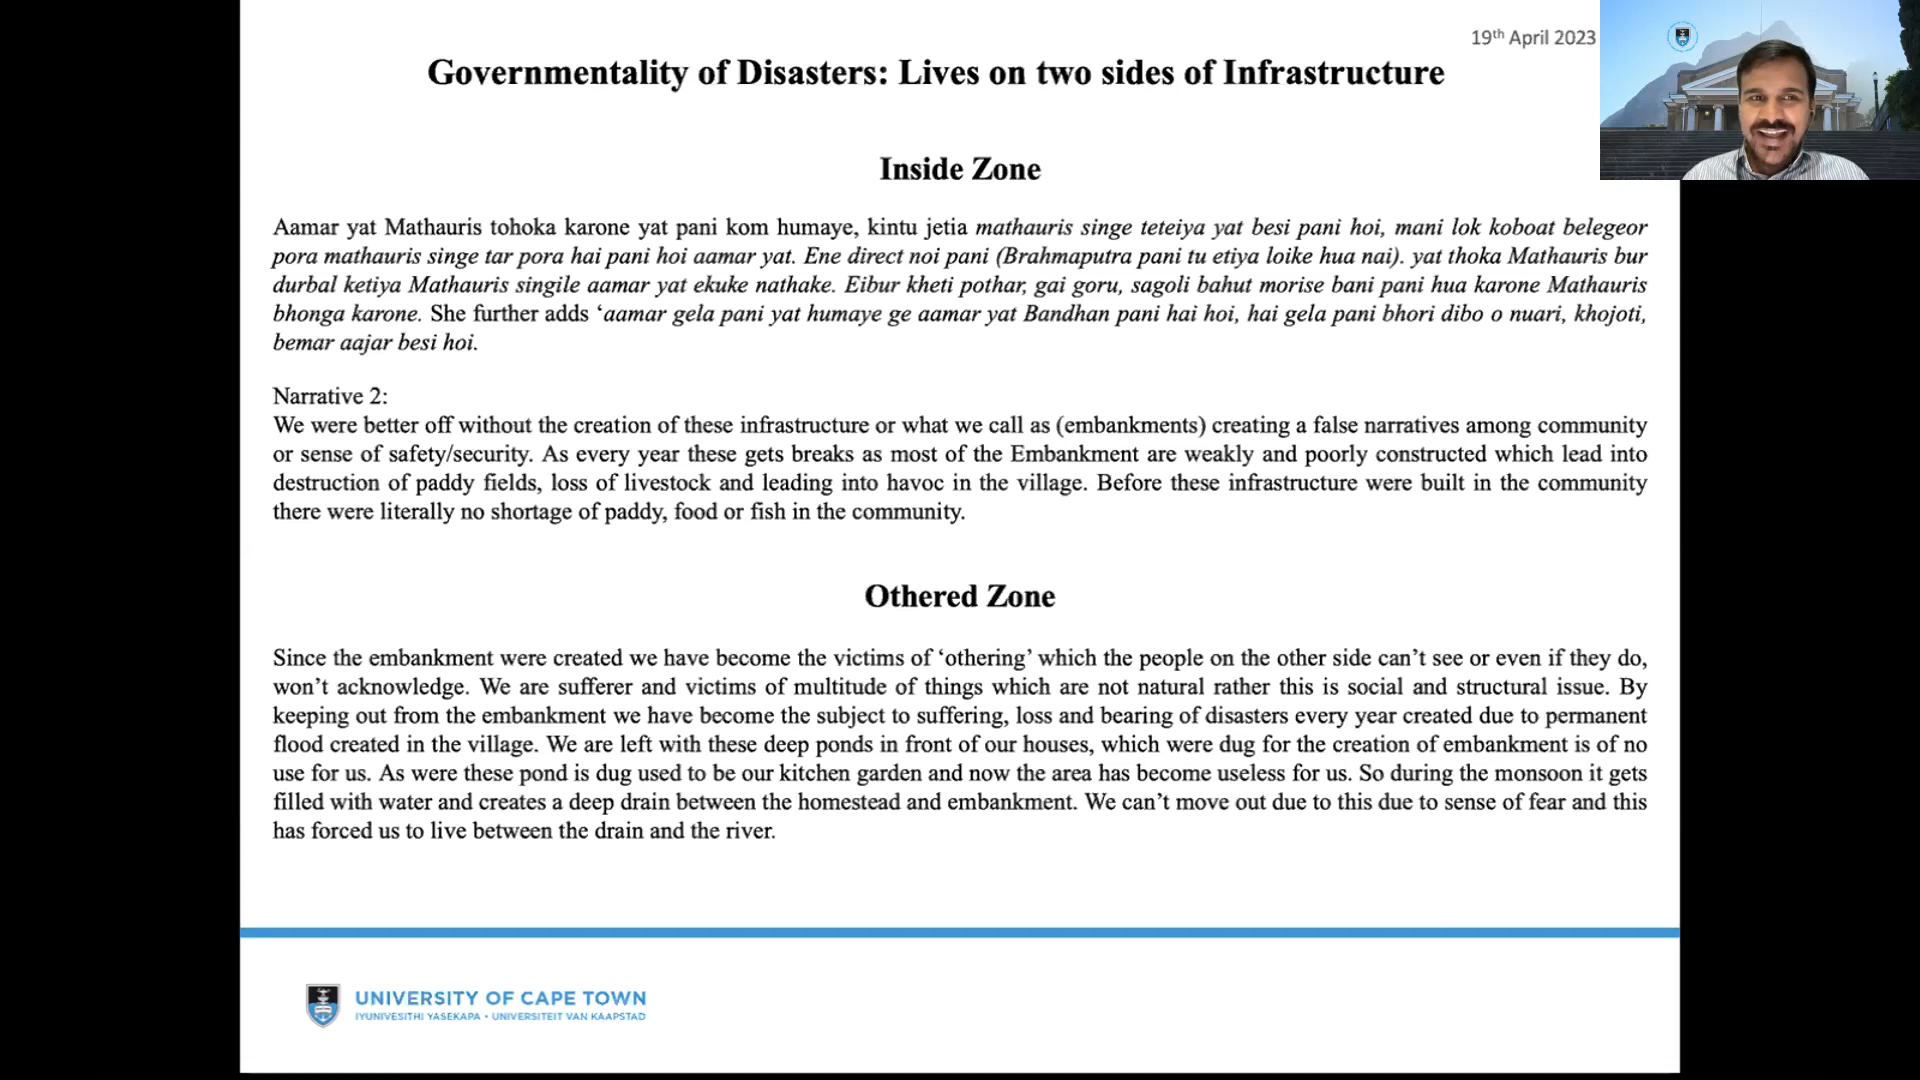 19th April 2023
Governmentality of Disasters: Lives on two sides of Infrastructure
Inside Zone
Aamar yat Mathauris tohoka karone yat pani kom humaye, kintu jetia mathauris singe teteiya yat besi pani hoi, mani lok koboat belegeor
pora mathauris singe tar pora hai pani hoi aamar yat. Ene direct noi pani (Brahmaputra pani tu etiya loike hua nai). yat thoka Mathauris bur
durbal ketiya Mathauris singile aamar yat ekuke nathake. Eibur kheti pothar, gai goru, sagoli bahut morise bani pani hua karone Mathauris
bhonga karone. She further adds ‘aamar gela pani yat humaye ge aamar yat Bandhan pani hai hoi, hai gela pani bhori dibo o nuari, khojoti,
bemar aajar besi hoi.
Narrative 2:
We were better off without the creation of these infrastructure or what we call as (embankments) creating a false narratives among community
or sense of safety/security. As every year these gets breaks as most of the Embankment are weakly and poorly constructed which lead into
destruction of paddy fields, loss of livestock and leading into havoc in the village. Before these infrastructure were built in the community
there were literally no shortage of paddy, food or fish in the community.
Othered Zone
Since the embankment were created we have become the victims of ‘othering’ which the people on the other side can’t see or even if they do,
won’t acknowledge. We are sufferer and victims of multitude of things which are not natural rather this is social and structural issue. By
keeping out from the embankment we have become the subject to suffering, loss and bearing of disasters every year created due to permanent
flood created in the village. We are left with these deep ponds in front of our houses, which were dug for the creation of embankment is of no
use for us. As were these pond is dug used to be our kitchen garden and now the area has become useless for us. So during the monsoon it gets
filled with water and creates a deep drain between the homestead and embankment. We can’t move out due to this due to sense of fear and this
has forced us to live between the drain and the river.
UNIVERSITY OF CAPE TOWN
IYUNIVESITHI YASEKAPA • UNIVERSITEIT VAN KAAPSTAD